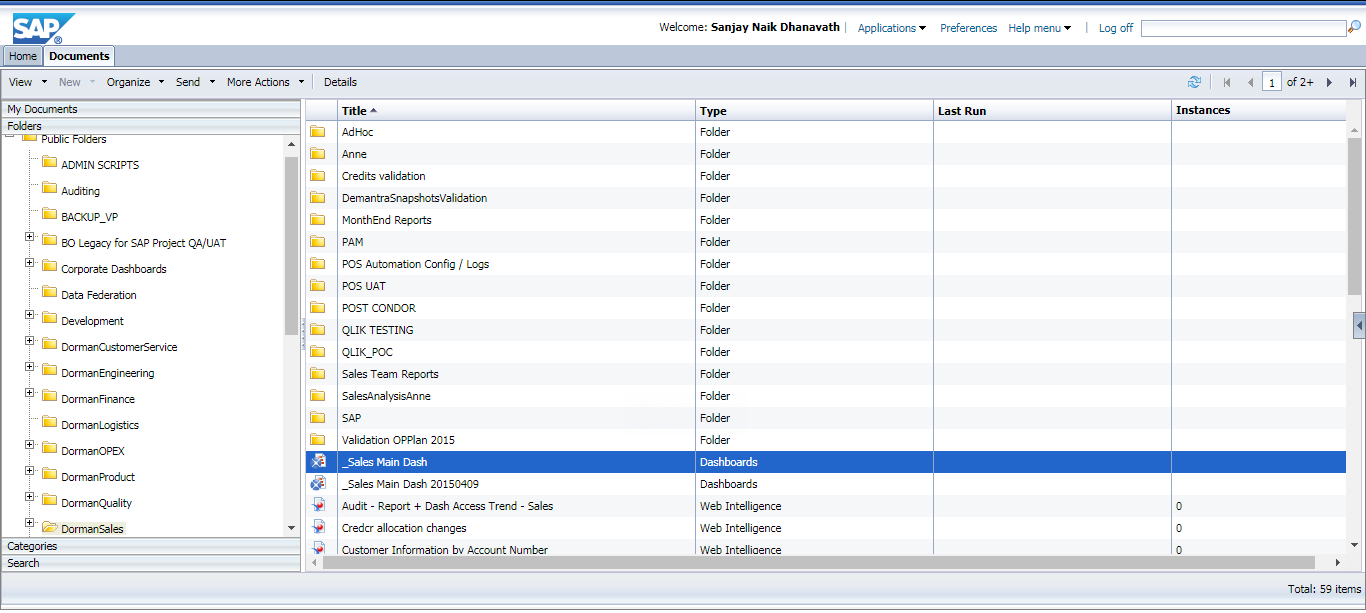 SAP ®
Welcome: Sanjay Naik Dhanavath | Applications Preferences Help menu | Log off
Home Documents
View New Organize Send More Actions Details 1 of 2+
My Documents
Folders
Public Folders
ADMIN SCRIPTS
Auditing
BACKUP_VP
BO Legacy for SAP Project QA/UAT
Corporate Dashboards
Data Federation
Development
DormanCustomerService
DormanEngineering
DormanFinance
DormanLogistics
DormanOPEX
DormanProduct
DormanQuality
DormanSales
Categories
Search
Title Type Last Run Instances
AdHoc Folder
Anne Folder
Credits validation Folder
DemantraSnapshotsValidation Folder
MonthEnd Reports Folder
PAM Folder
POS Automation Config / Logs Folder
POS UAT Folder
POST CONDOR Folder
QLIK TESTING Folder
QLIK_POC Folder
Sales Team Reports Folder
SalesAnalysisAnne Folder
SAP Folder
Validation OPPlan 2015 Folder
_Sales Main Dash Dashboards
_Sales Main Dash 20150409 Dashboards
Audit - Report + Dash Access Trend - Sales Web Intelligence 0
Credcr allocation changes Web Intelligence 0
Customer Information by Account Number Web Intelligence 0
Total: 59 items